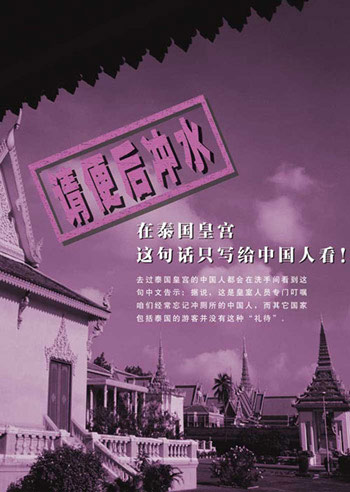 请便后冲水
在泰国皇宫
这句话只写给中国人看！
去过泰国皇宫的中国人都会在洗手间看到这
句中文告示；据说，这是皇室人员专门叮嘱
咱们经常忘记冲厕所的中国人，而其它国家
包括泰国的游客并没有这种“礼待”。